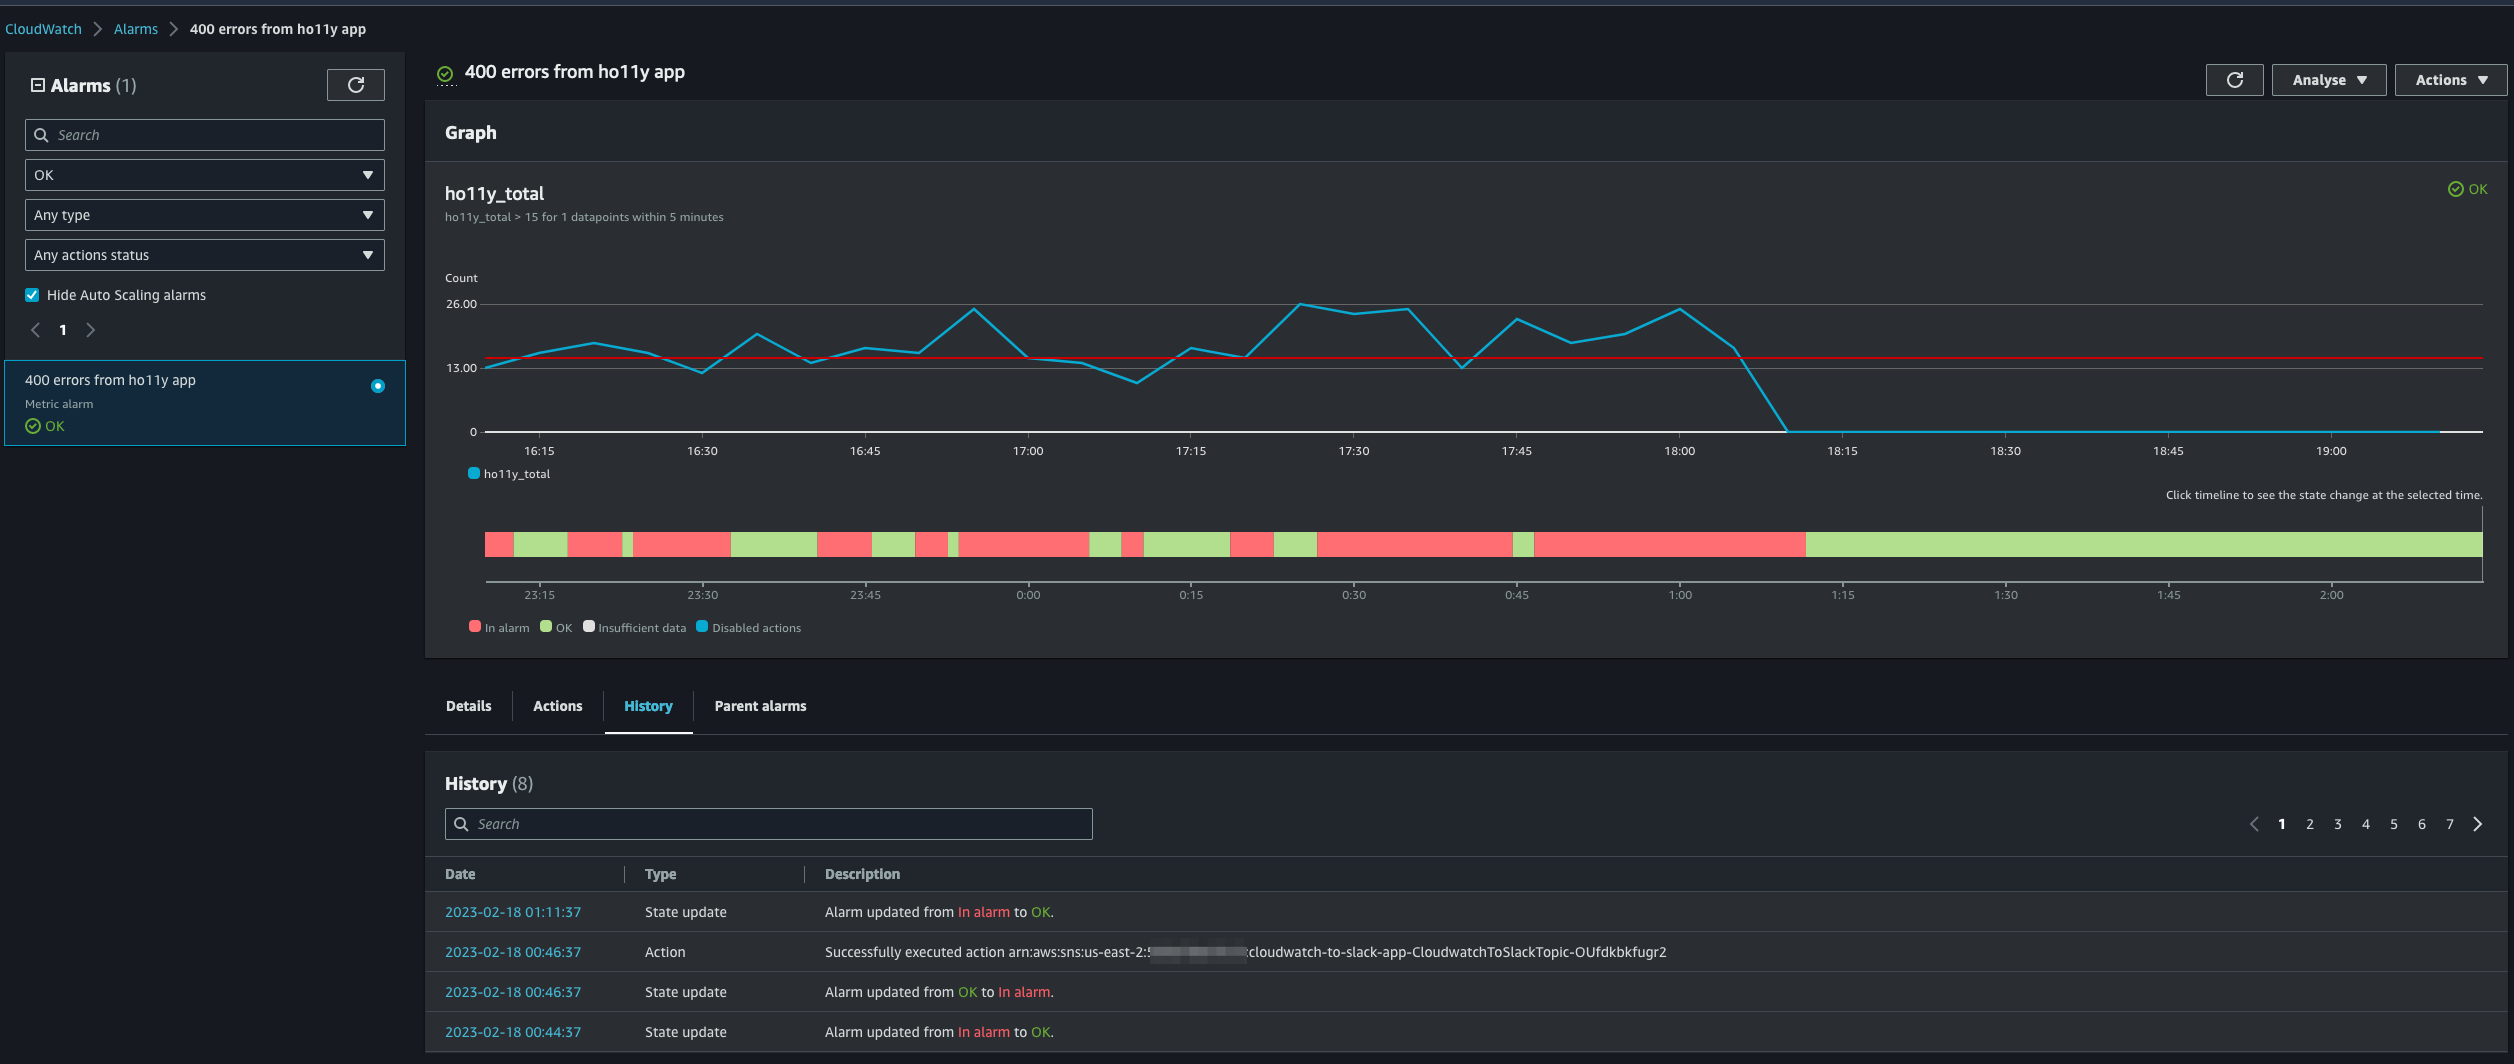 CloudWatch > Alarms > 400 errors from ho11y app
Alarms (1)
Search
OK
Any type
Any actions status
Hide Auto Scaling alarms
1
400 errors from ho11y app
Metric alarm
OK
400 errors from ho11y app
Analyse
Actions
Graph
ho11y_total
OK
ho11y_total > 15 for 1 datapoints within 5 minutes
Count
26.00
13.00
0
16:15 16:30 16:45 17:00 17:15 17:30 17:45 18:00 18:15 18:30 18:45 19:00
ho11y_total
Click timeline to see the state change at the selected time.
23:15 23:30 23:45 0:00 0:15 0:30 0:45 1:00 1:15 1:30 1:45 2:00
In alarm OK Insufficient data Disabled actions
Details Actions History Parent alarms
History (8)
Search
1 2 3 4 5 6 7
Date Type Description
2023-02-18 01:11:37 State update Alarm updated from In alarm to OK.
2023-02-18 00:46:37 Action Successfully executed action arn:aws:sns:us-east-2: :cloudwatch-to-slack-app-CloudwatchToSlackTopic-OUfdkbkfugr2
2023-02-18 00:46:37 State update Alarm updated from OK to In alarm.
2023-02-18 00:44:37 State update Alarm updated from In alarm to OK.